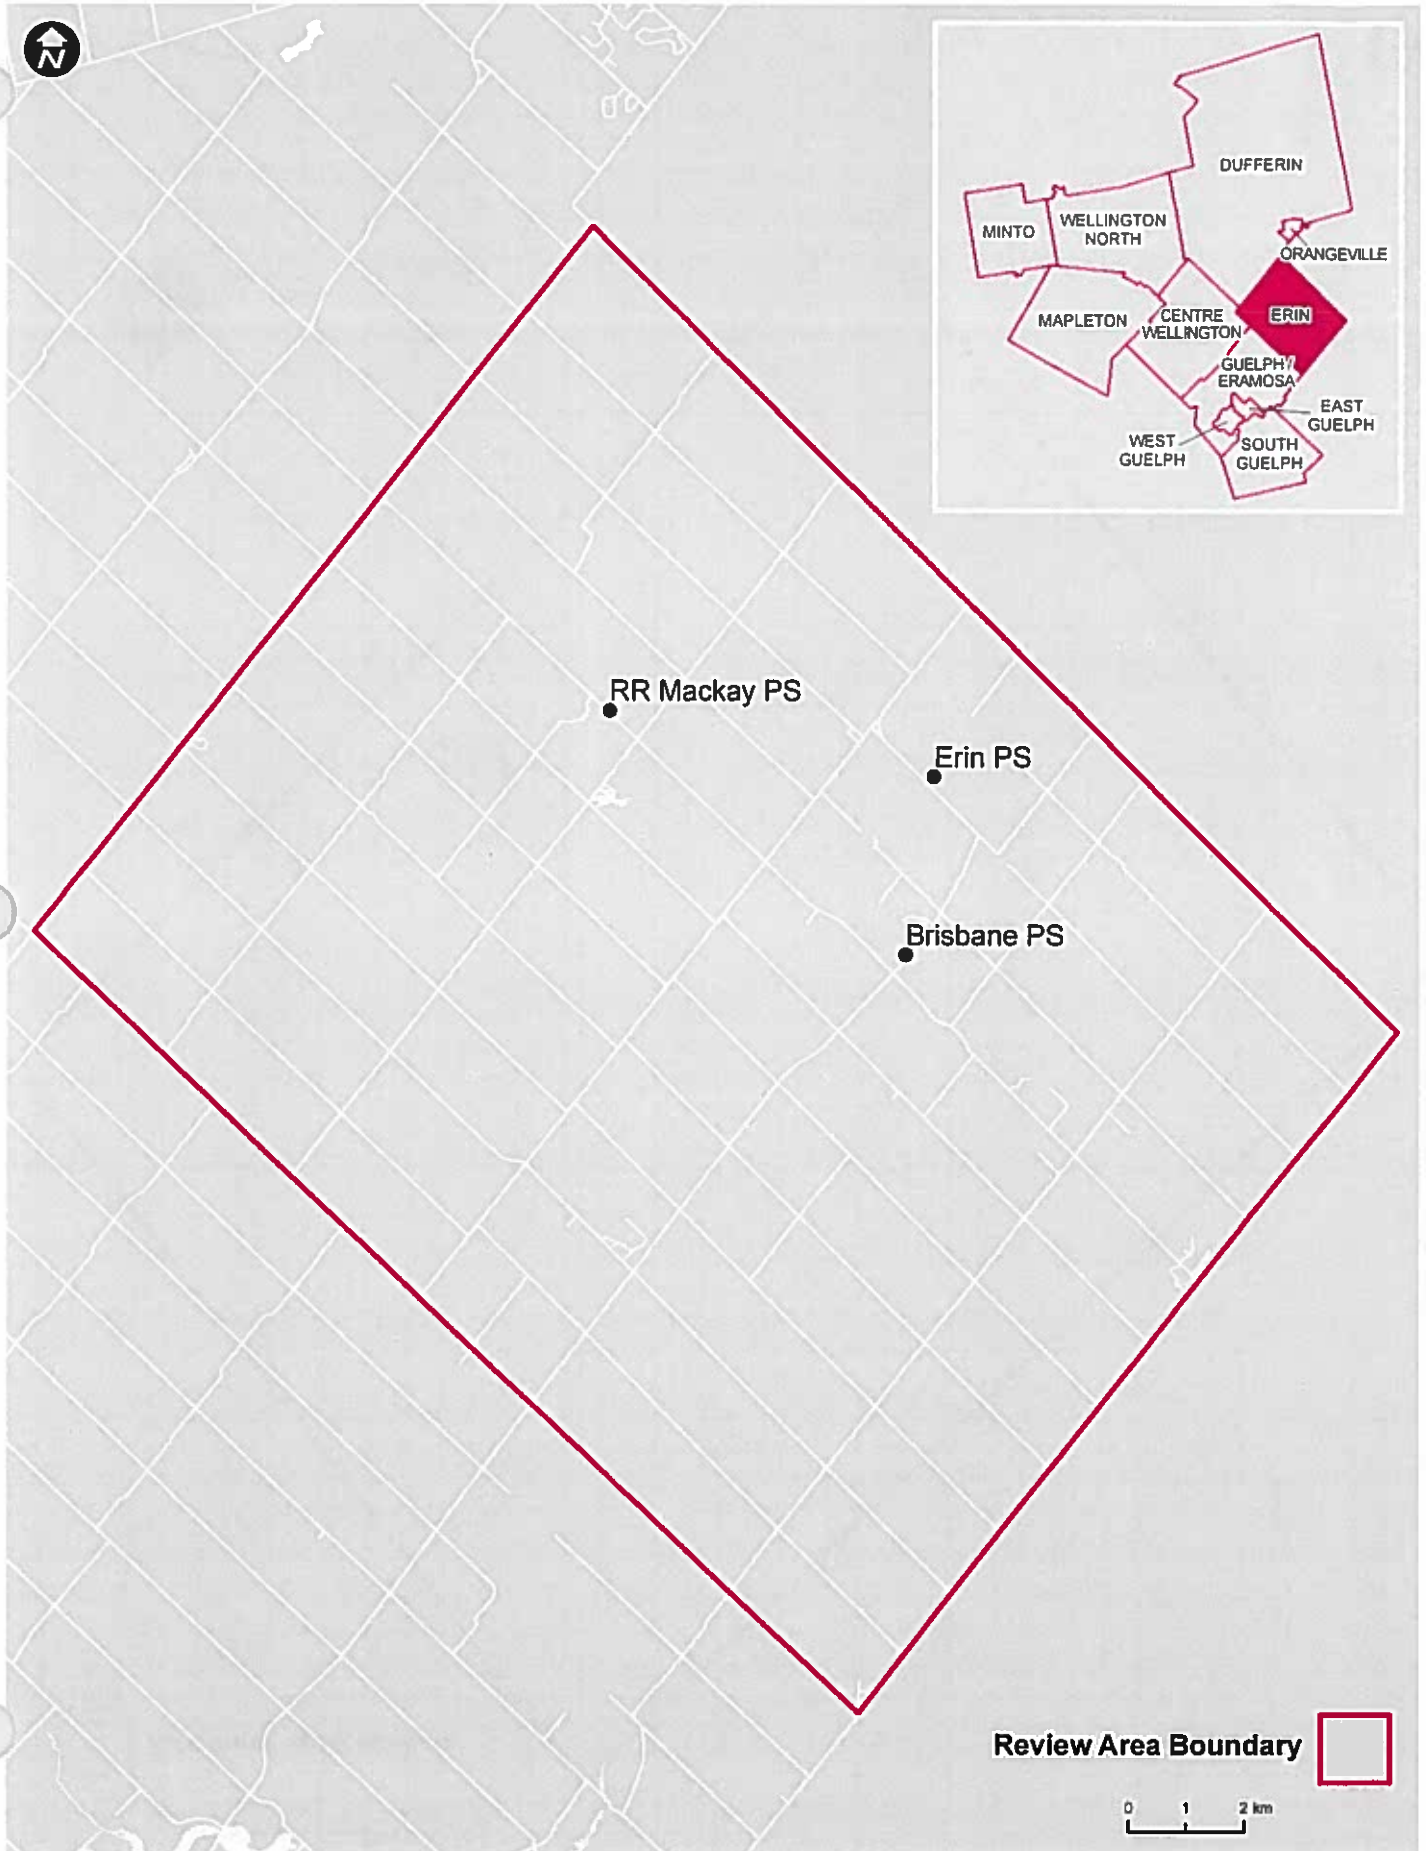 N
DUFFERIN
MINTO
WELLINGTON
NORTH
ORANGEVILLE
MAPLETON
CENTRE
WELLINGTON
ERIN
GUELPH/
ERAMOSA
EAST
GUELPH
WEST
GUELPH
SOUTH
GUELPH
RR Mackay PS
Erin PS
Brisbane PS
Review Area Boundary
0 1 2 km